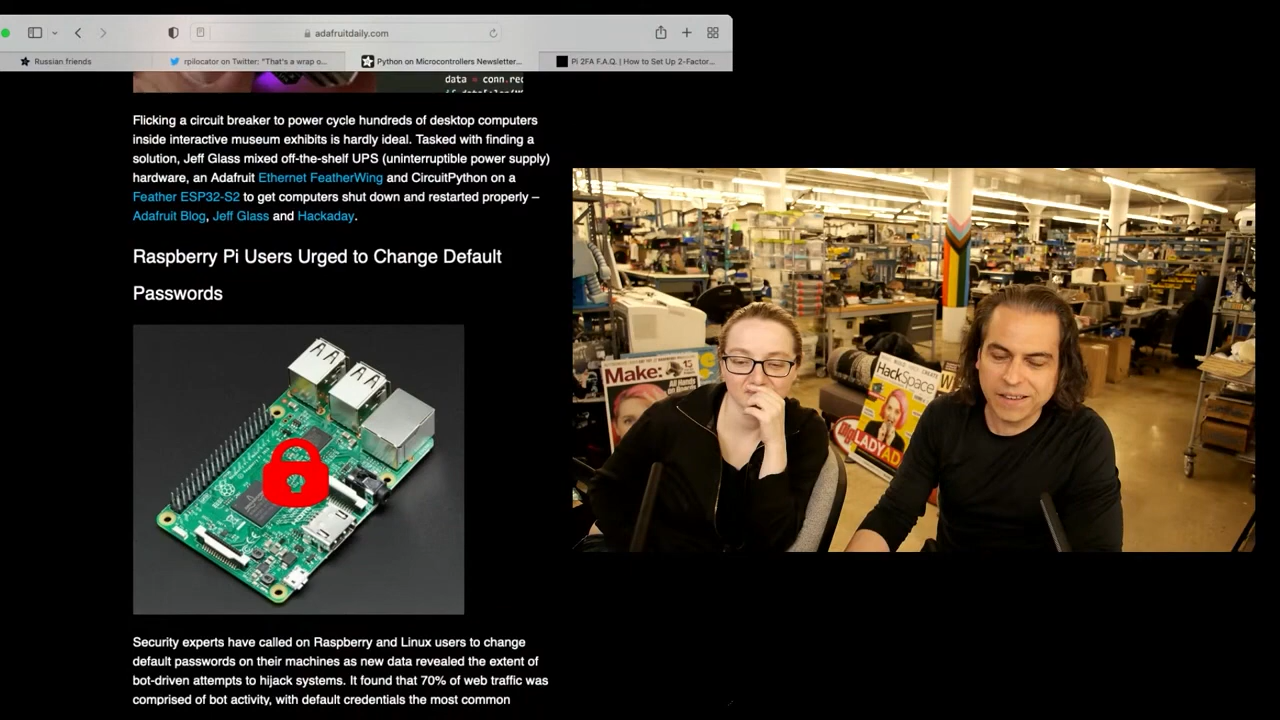 adafruitdaily.com
Russian friends
rpilocator on Twitter: "That's a wrap o...
Python on Microcontrollers Newsletter...
Pi 2FA F.A.Q. | How to Set Up 2-Factor...
data = conn.rec
Flicking a circuit breaker to power cycle hundreds of desktop computers
inside interactive museum exhibits is hardly ideal. Tasked with finding a
solution, Jeff Glass mixed off-the-shelf UPS (uninterruptible power supply)
hardware, an Adafruit Ethernet FeatherWing and CircuitPython on a
Feather ESP32-S2 to get computers shut down and restarted properly –
Adafruit Blog, Jeff Glass and Hackaday.
Raspberry Pi Users Urged to Change Default
Passwords
Security experts have called on Raspberry and Linux users to change
default passwords on their machines as new data revealed the extent of
bot-driven attempts to hijack systems. It found that 70% of web traffic was
comprised of bot activity, with default credentials the most common
Make:
15
All Hands
on Boards
HackSpace
W
LADY ADA